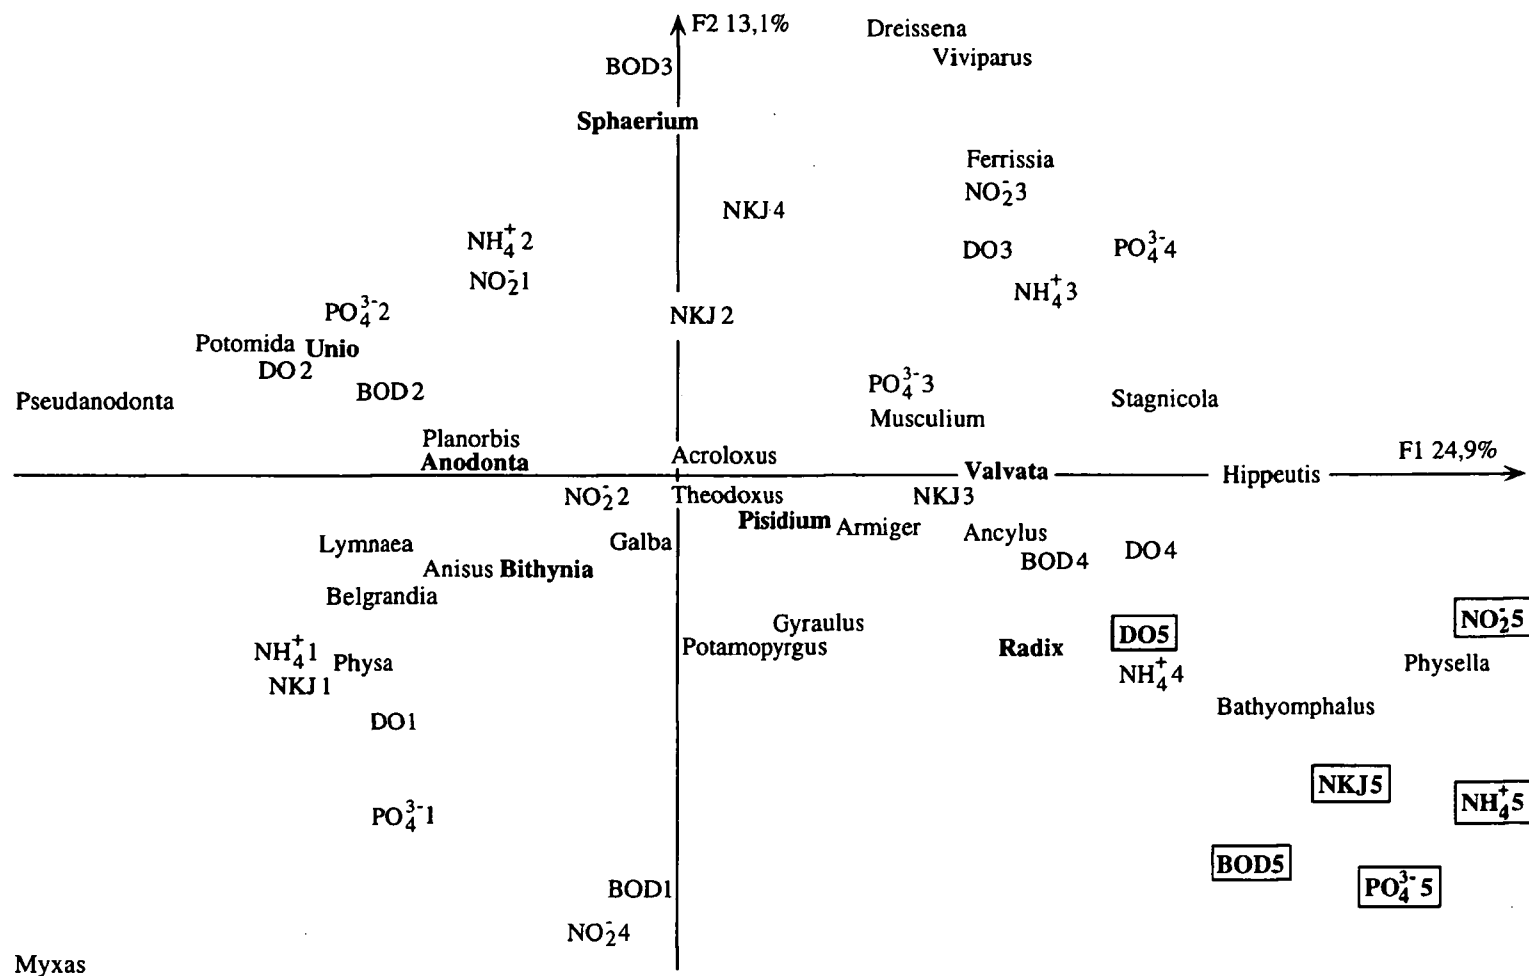 F2 13,1%
Dreissena
Viviparus
BOD3
Sphaerium
Ferrissia
NO₂⁻3
NKJ4
NH₄⁺2
DO3
PO₄³⁻4
NO₂⁻1
NH₄⁺3
PO₄³⁻2
NKJ2
Potomida Unio
DO2
BOD2
PO₄³⁻3
Pseudanodonta
Stagnicola
Musculium
Planorbis
Anodonta
Acroloxus
F1 24,9%
Valvata
Hippeutis
NO₂⁻2
Theodoxus
NKJ3
Pisidium Armiger
Ancylus
Lymnaea
Galba
BOD4
DO4
Anisus Bithynia
Belgrandia
Gyraulus
NO₂⁻5
DO5
Potamopyrgus
Radix
NH₄⁺1
Physa
Physella
NH₄⁺4
NKJ1
Bathyomphalus
DO1
NKJ5
NH₄⁺5
PO₄³⁻1
BOD5
BOD1
PO₄³⁻5
NO₂⁻4
Myxas